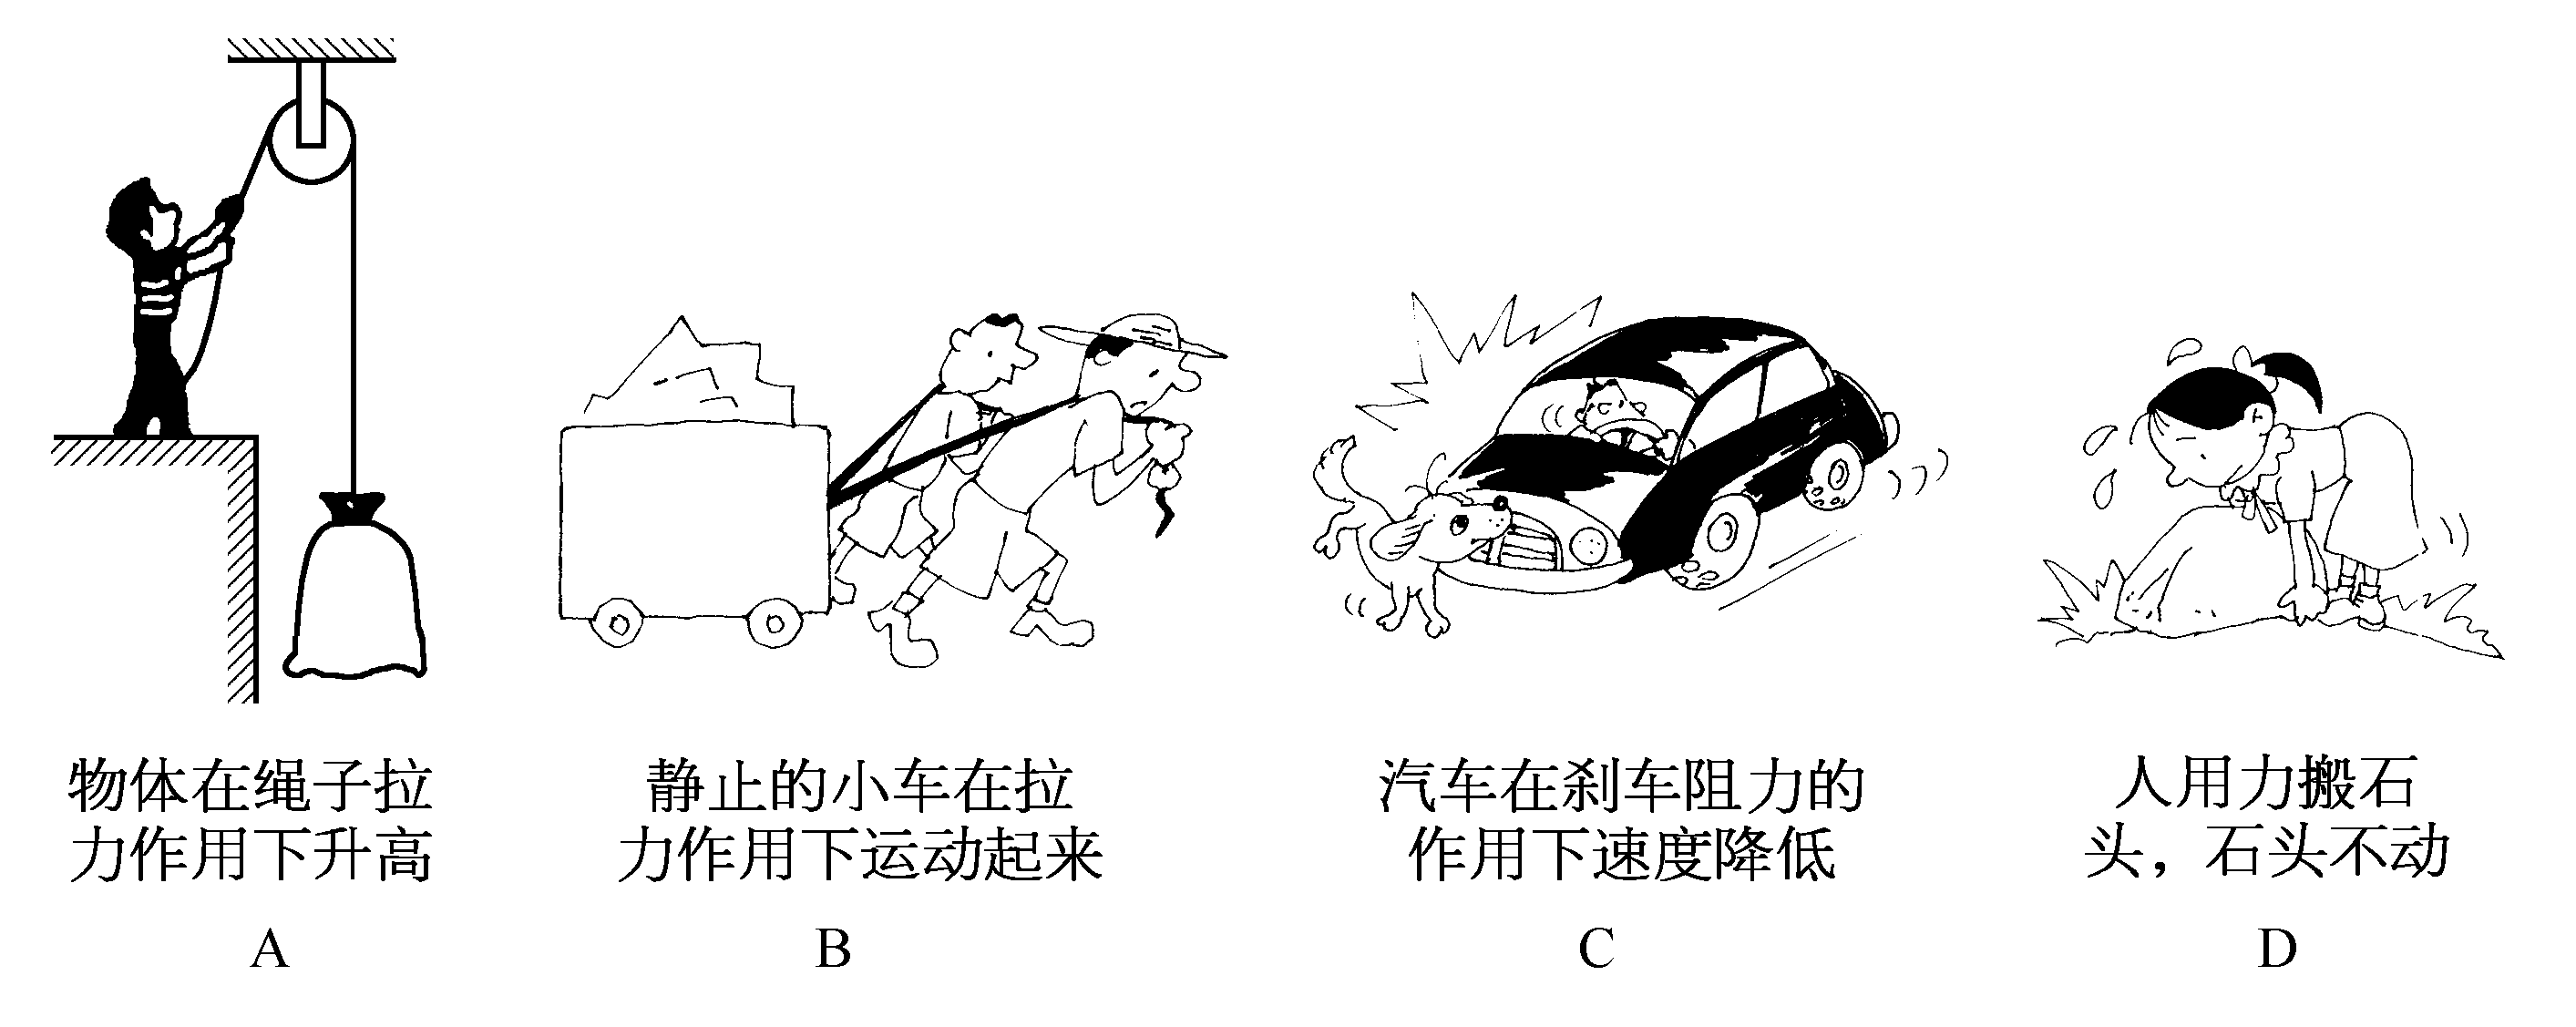 物体在绳子拉
力作用下升高
A
静止的小车在拉
力作用下运动起来
B
汽车在刹车阻力的
作用下速度降低
C
人用力搬石
头，石头不动
D